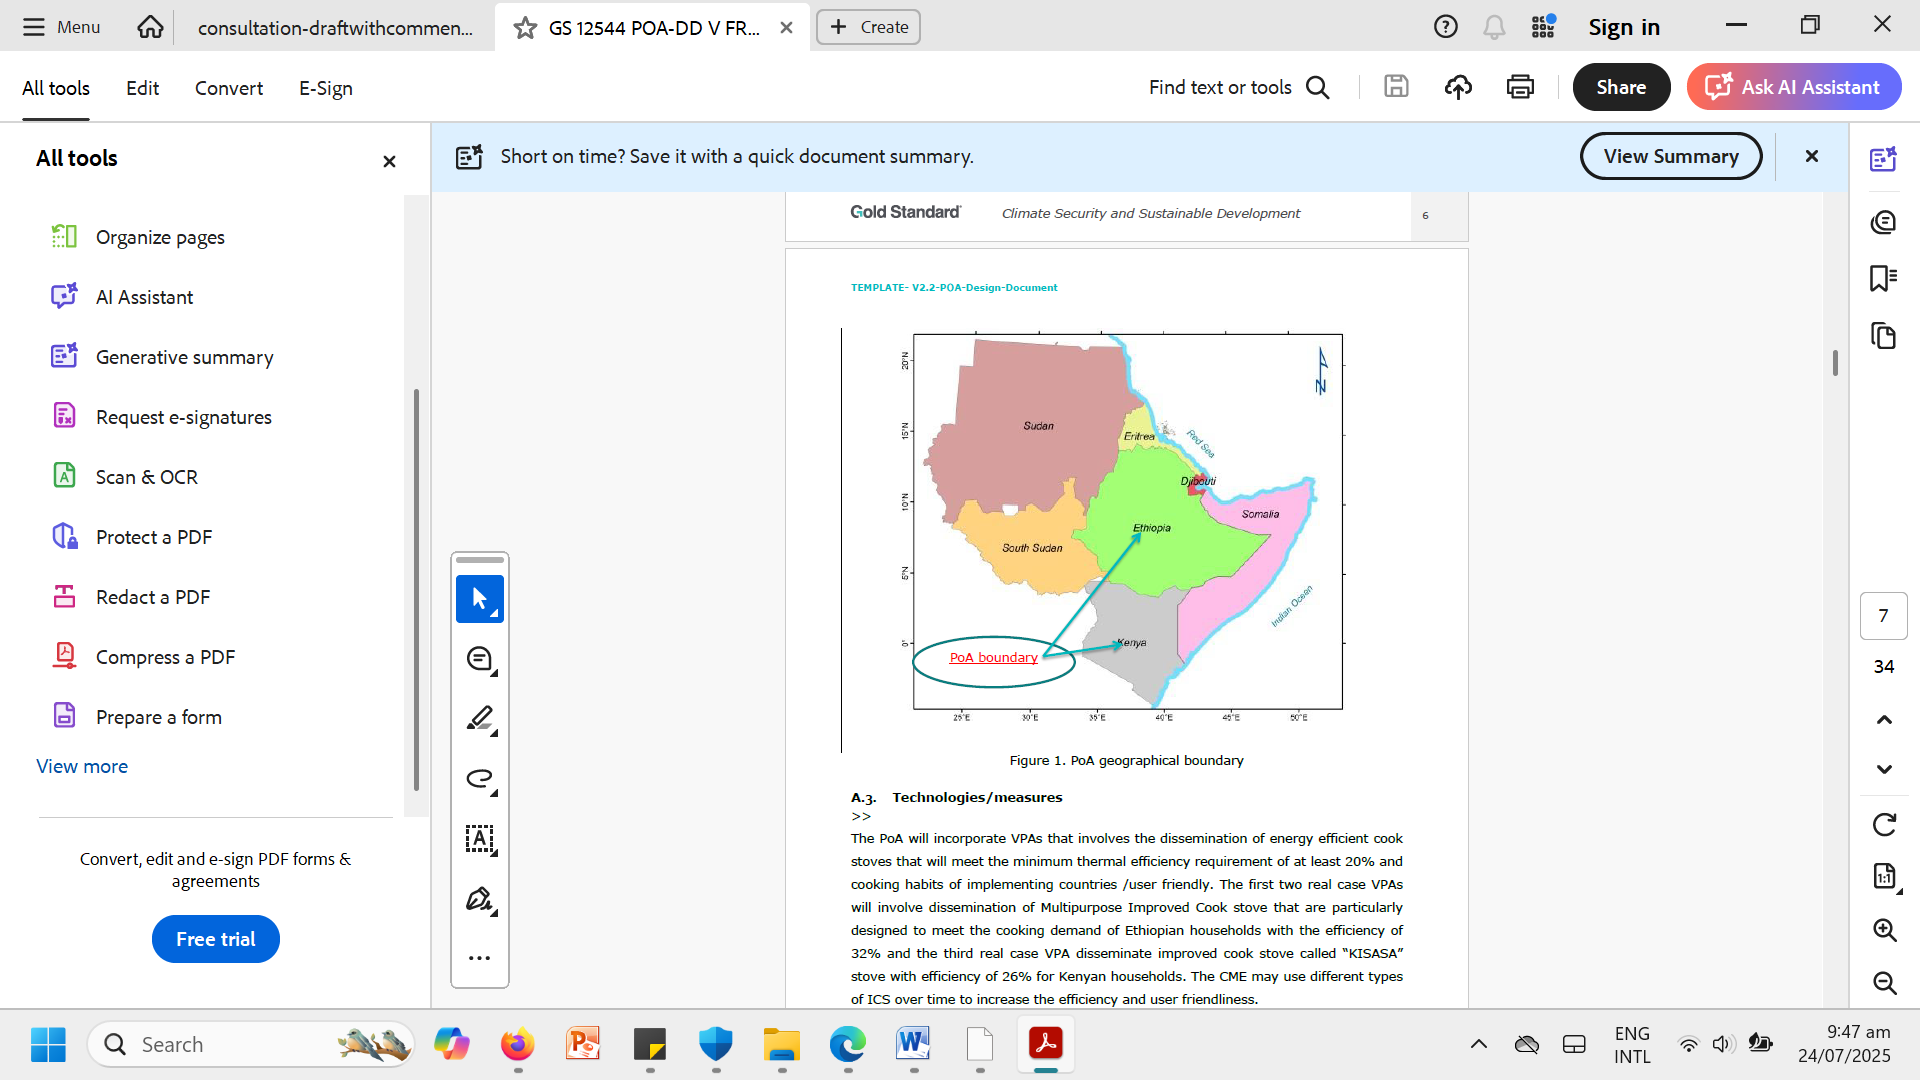 Menu
consultation-draftwithcommen...
GS 12544 POA-DD V FR...
Create
Sign in
All tools
Edit
Convert
E-Sign
Find text or tools
Share
Ask AI Assistant
All tools
Organize pages
AI Assistant
Generative summary
Request e-signatures
Scan & OCR
Protect a PDF
Redact a PDF
Compress a PDF
Prepare a form
View more
Convert, edit and e-sign PDF forms &
agreements
Free trial
Short on time? Save it with a quick document summary.
View Summary
Gold Standard
Climate Security and Sustainable Development
6
TEMPLATE- V2.2-POA-Design-Document
20°N
15°N
10°N
5°N
0°
N
Sudan
Eritrea
Red Sea
Djibouti
Somalia
Ethiopia
South Sudan
Indian Ocean
Kenya
PoA boundary
25°E
30°E
35°E
40°E
45°E
50°E
Figure 1. PoA geographical boundary
A.3. Technologies/measures
>>
The PoA will incorporate VPAs that involves the dissemination of energy efficient cook
stoves that will meet the minimum thermal efficiency requirement of at least 20% and
cooking habits of implementing countries /user friendly. The first two real case VPAs
will involve dissemination of Multipurpose Improved Cook stove that are particularly
designed to meet the cooking demand of Ethiopian households with the efficiency of
32% and the third real case VPA disseminate improved cook stove called “KISASA”
stove with efficiency of 26% for Kenyan households. The CME may use different types
of ICS over time to increase the efficiency and user friendliness.
7
34
1:1
Search
ENG
INTL
9:47 am
24/07/2025